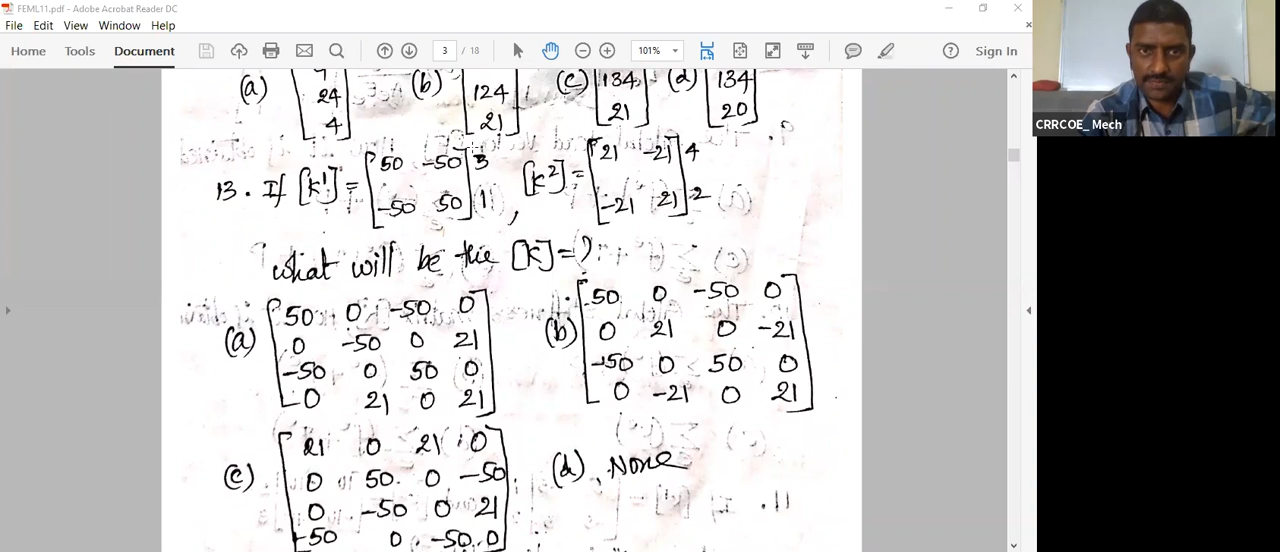 FEML11.pdf - Adobe Acrobat Reader DC
File Edit View Window Help
Home Tools Document 3 / 18 101% Sign In
CRRCOE_ Mech
(a) (b) (c) (d)
24 124 134 134
4 21 21 20
13. If [K¹] = 50 -50 3 , [K²] = 21 -21 4
-50 50 1 -21 21 2
what will be the [K] = ?
(a) 50 0 -50 0
0 -50 0 21
-50 0 50 0
0 21 0 21
(b) 50 0 -50 0
0 21 0 -21
-50 0 50 0
0 -21 0 21
(c) 21 0 21 0
0 50 0 -50
0 -50 0 21
-50 0 -50 0
(d) None